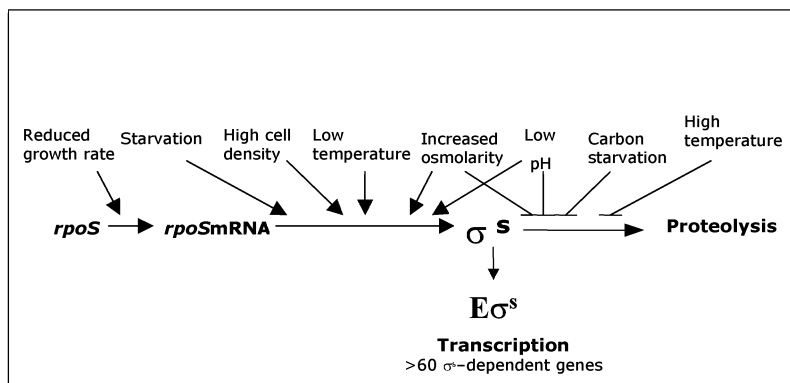 Reduced
growth rate
Starvation
High cell
density
Low
temperature
Increased
osmolarity
Low
pH
Carbon
starvation
High
temperature
rpoS
rpoSmRNA
σ S
Proteolysis
Eσˢ
Transcription
>60 σˢ-dependent genes